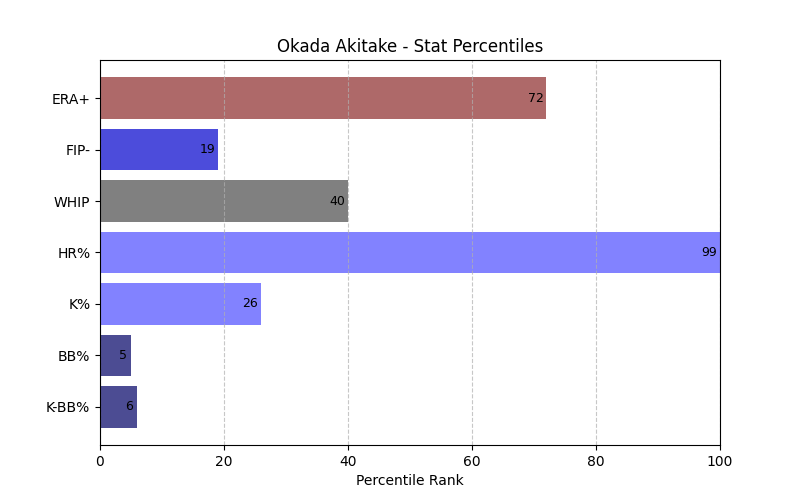 Okada Akitake - Stat Percentiles
ERA+ 72
FIP- 19
WHIP 40
HR% 99
K% 26
BB% 5
K-BB% 6
0 20 40 60 80 100
Percentile Rank